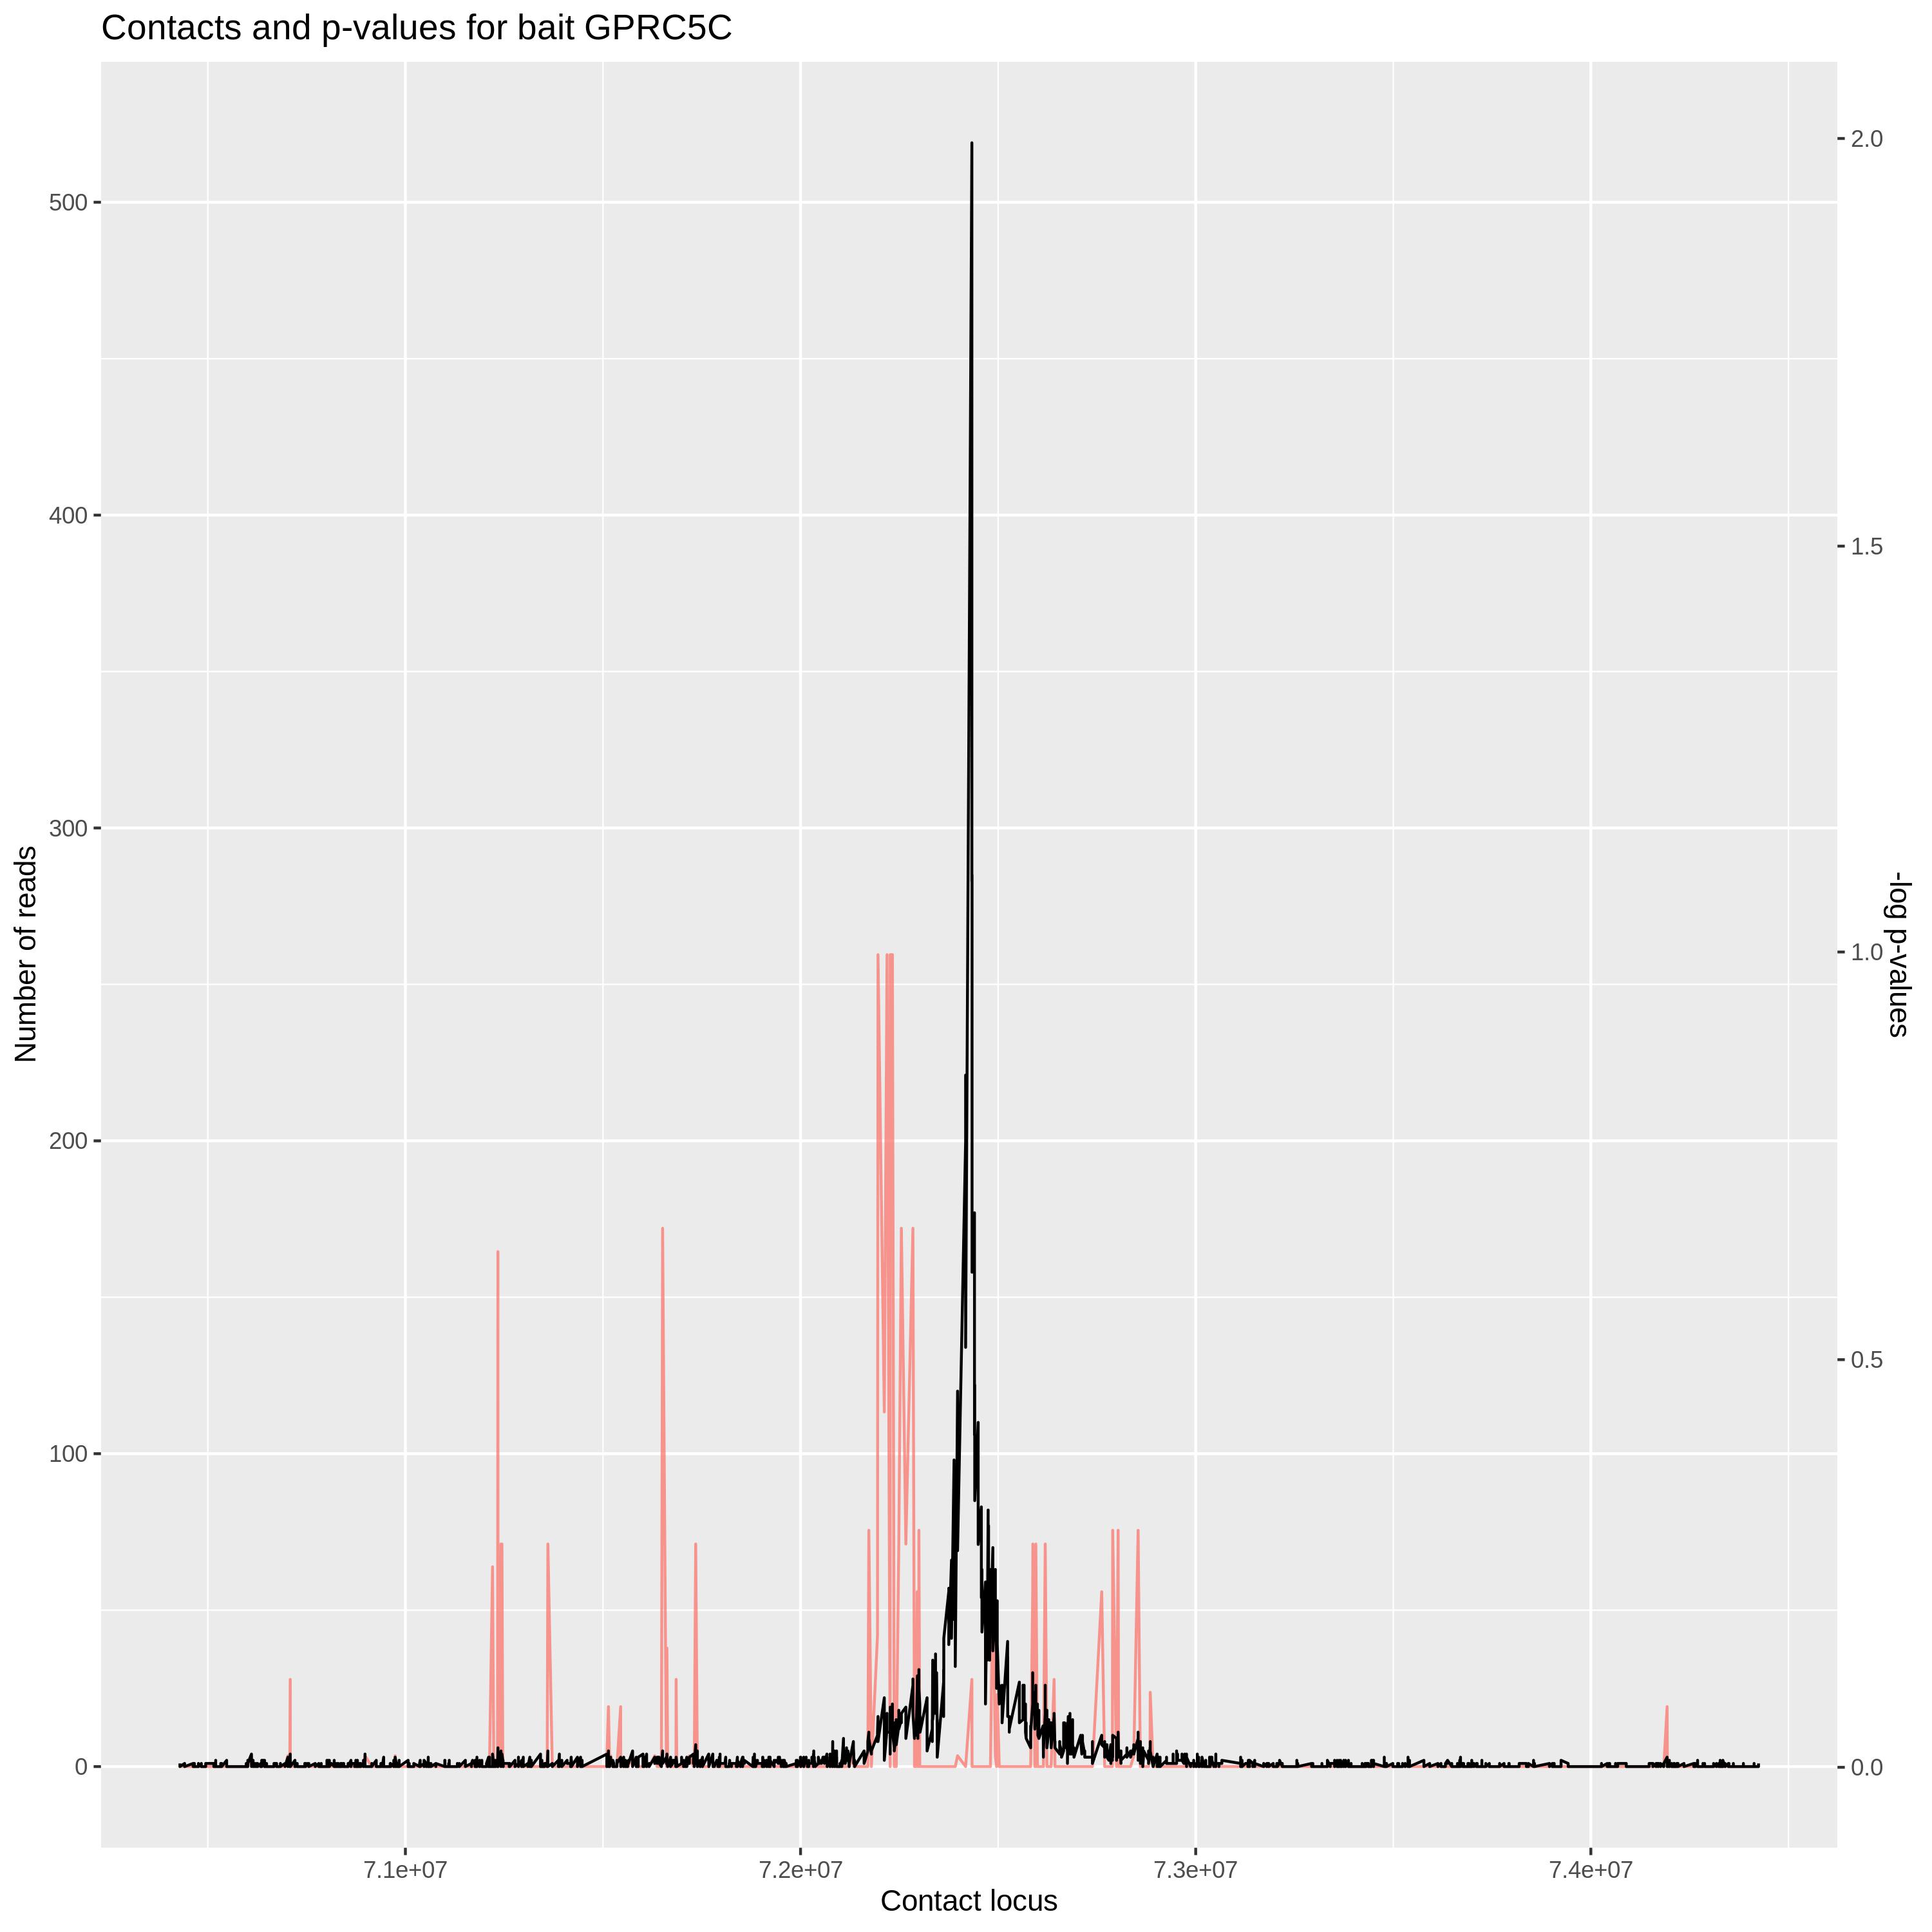 Contacts and p-values for bait GPRC5C
2.0
500
400
1.5
300
Number of reads
1.0
-log p-values
200
0.5
100
0
0.0
7.1e+07
7.2e+07
7.3e+07
7.4e+07
Contact locus